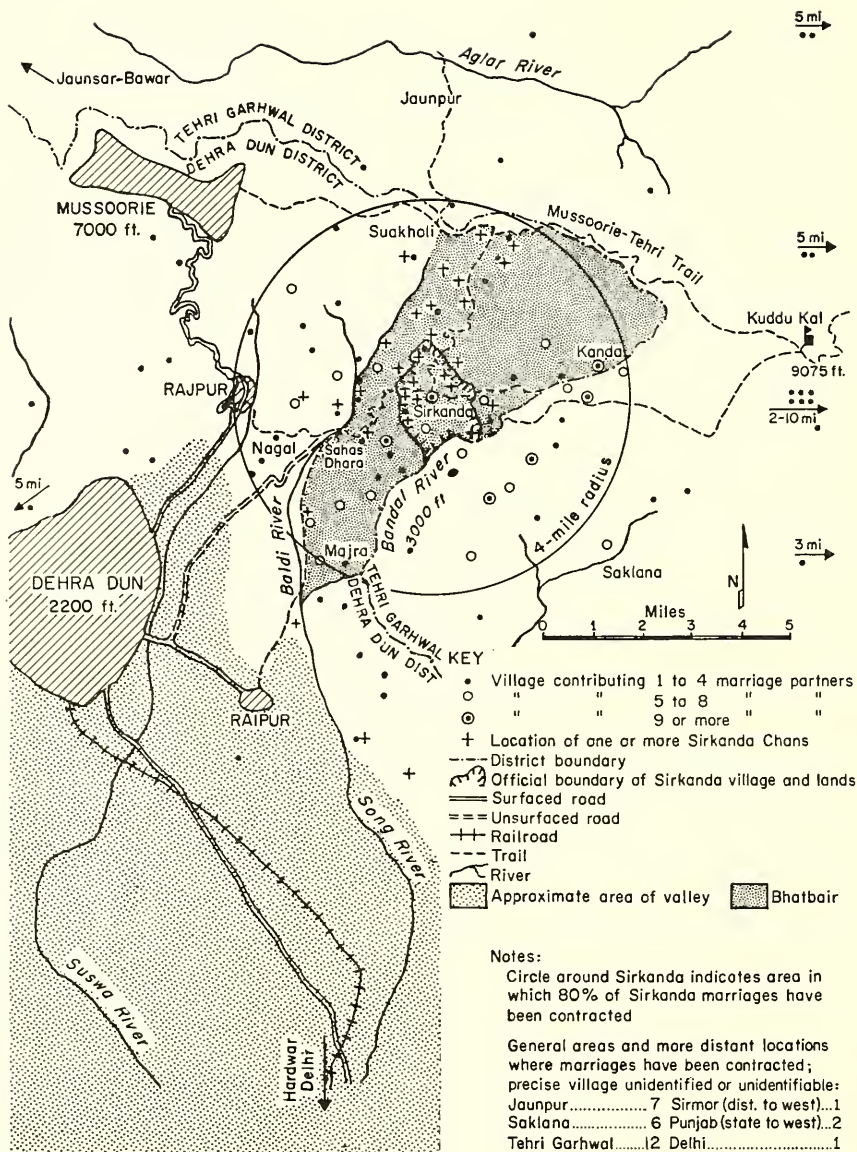 5 mi
Aglar River
Jaunsar-Bawar
Jaunpur
TEHRI GARHWAL DISTRICT
DEHRA DUN DISTRICT
MUSSOORIE
7000 ft.
Suakholi
Mussoorie-Tehri Trail
5 mi
Kuddu Kal
9075 ft.
Kanda
RAJPUR
Sirkanda
2-10 mi
Nagal
Sahas
Dhara
5 mi
Bandal River
3000 ft
4-mile radius
Baldi River
Majra
3 mi
DEHRA DUN
2200 ft.
TEHRI GARHWAL
DEHRA DUN DIST
Saklana
N
Miles
0 1 2 3 4 5
RAIPUR
KEY
Village contributing 1 to 4 marriage partners
" " 5 to 8 " "
" " 9 or more " "
+ Location of one or more Sirkanda Chans
District boundary
Official boundary of Sirkanda village and lands
Surfaced road
Unsurfaced road
Railroad
Trail
River
Approximate area of valley Bhatbair
Song River
Suswa River
Hardwar
Delhi
Notes:
Circle around Sirkanda indicates area in
which 80% of Sirkanda marriages have
been contracted
General areas and more distant locations
where marriages have been contracted;
precise village unidentified or unidentifiable:
Jaunpur................7 Sirmor (dist. to west)...1
Saklana...............6 Punjab (state to west)...2
Tehri Garhwal.......12 Delhi............................1